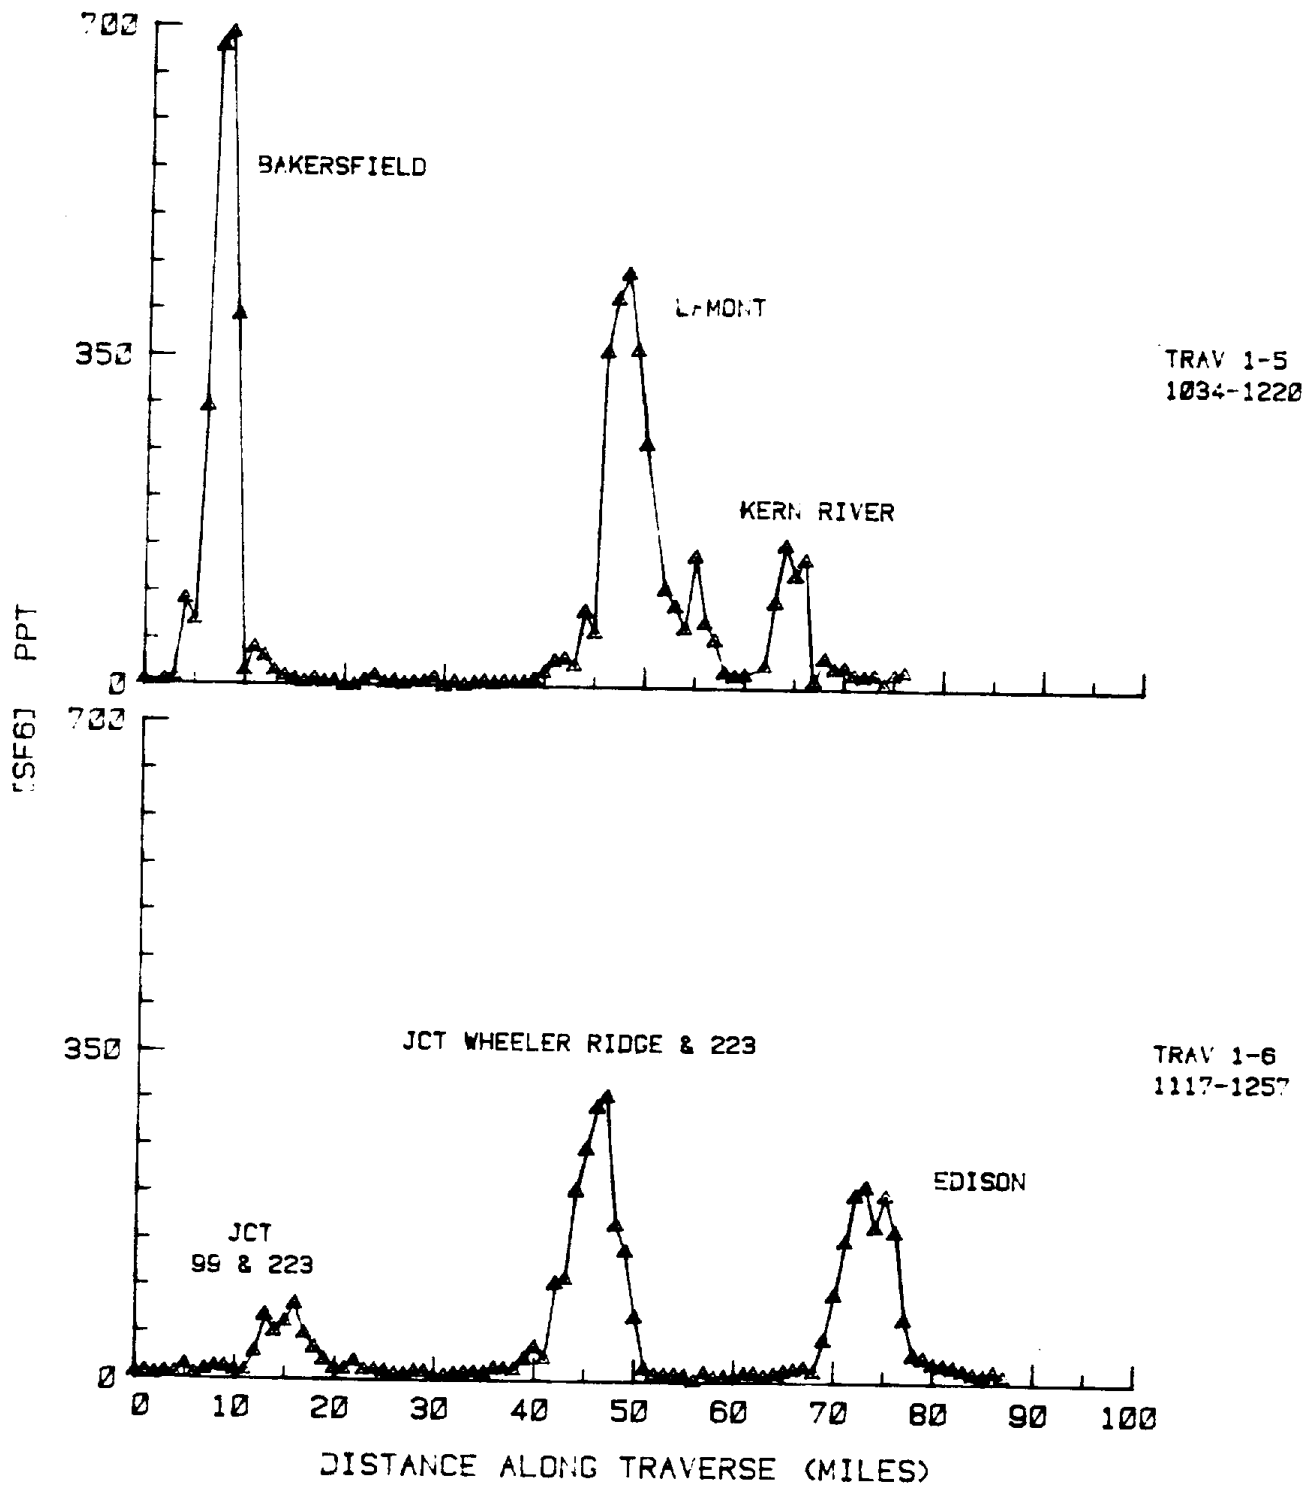 700
BAKERSFIELD
LAMONT
350
TRAV 1-5
1034-1220
KERN RIVER
0
[SF6] PPT
700
JCT WHEELER RIDGE & 223
350
TRAV 1-6
1117-1257
EDISON
JCT
99 & 223
0
0 10 20 30 40 50 60 70 80 90 100
DISTANCE ALONG TRAVERSE (MILES)